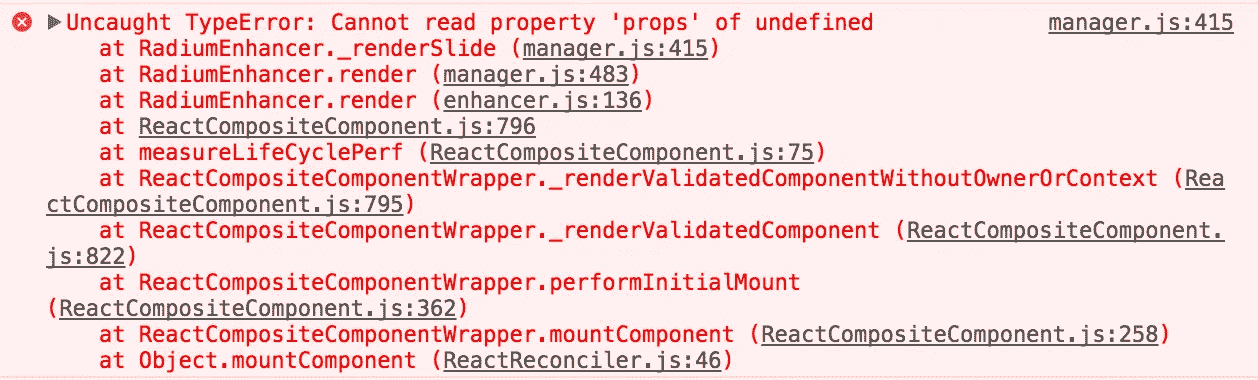 Uncaught TypeError: Cannot read property 'props' of undefined manager.js:415
at RadiumEnhancer._renderSlide (manager.js:415)
at RadiumEnhancer.render (manager.js:483)
at RadiumEnhancer.render (enhancer.js:136)
at ReactCompositeComponent.js:796
at measureLifeCyclePerf (ReactCompositeComponent.js:75)
at ReactCompositeComponentWrapper._renderValidatedComponentWithoutOwnerOrContext (Rea
ctCompositeComponent.js:795)
at ReactCompositeComponentWrapper._renderValidatedComponent (ReactCompositeComponent.
js:822)
at ReactCompositeComponentWrapper.performInitialMount
(ReactCompositeComponent.js:362)
at ReactCompositeComponentWrapper.mountComponent (ReactCompositeComponent.js:258)
at Object.mountComponent (ReactReconciler.js:46)